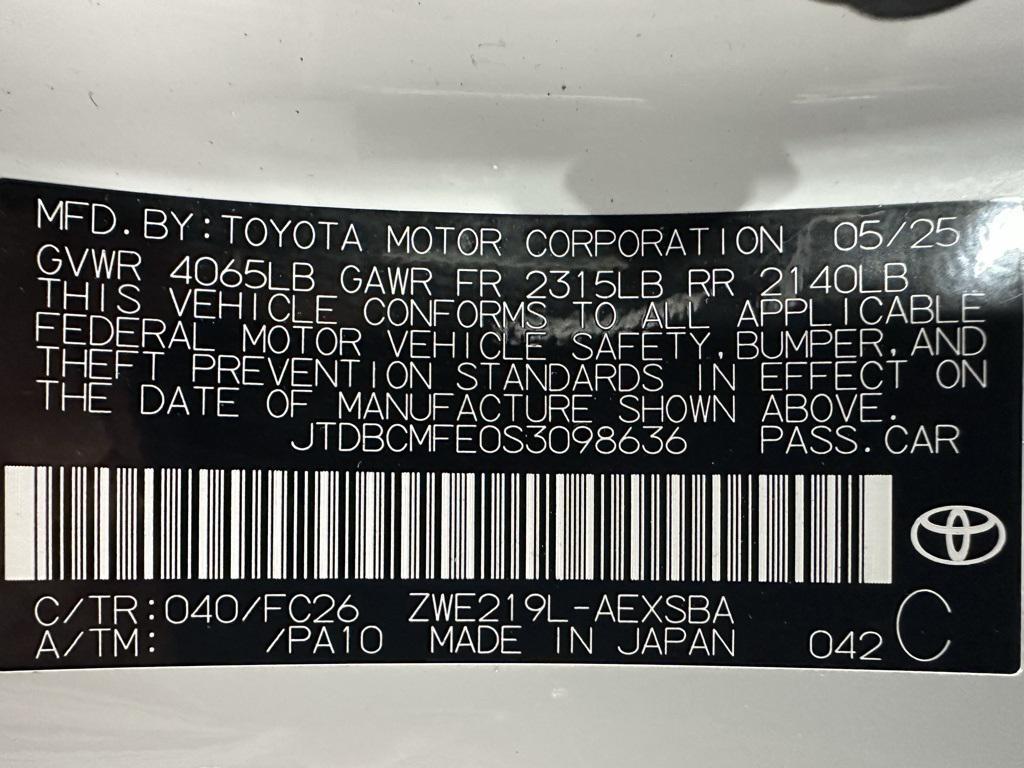 MFD. BY: TOYOTA MOTOR CORPORATION 05/25
GVWR 4065LB GAWR FR 2315LB RR 2140LB
THIS VEHICLE CONFORMS TO ALL APPLICABLE
FEDERAL MOTOR VEHICLE SAFETY, BUMPER, AND
THEFT PREVENTION STANDARDS IN EFFECT ON
THE DATE OF MANUFACTURE SHOWN ABOVE.
JTDBCMFE0S3098636 PASS. CAR
C/TR: 040/FC26 ZWE219L-AEXSBA C
A/TM: /PA10 MADE IN JAPAN 042